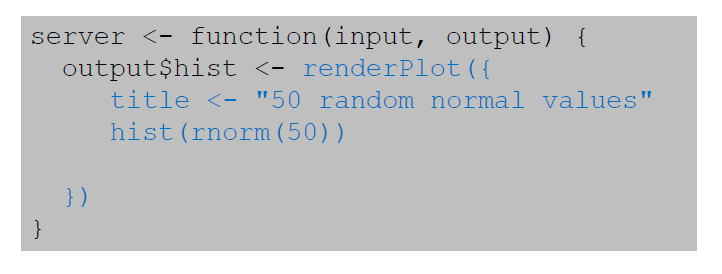 server <- function(input, output) {
  output$hist <- renderPlot({
     title <- "50 random normal values"
     hist(rnorm(50))
  })
}